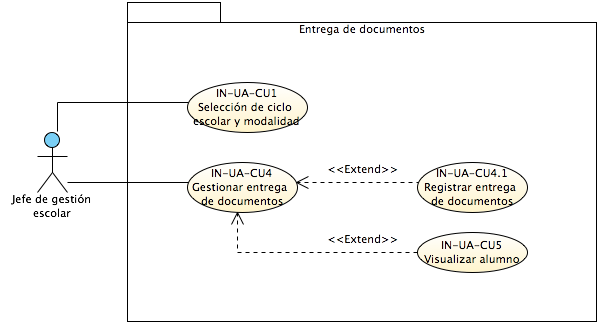 Entrega de documentos
IN-UA-CU1
Selección de ciclo
escolar y modalidad
Jefe de gestión
escolar
IN-UA-CU4
Gestionar entrega
de documentos
<<Extend>>
IN-UA-CU4.1
Registrar entrega
de documentos
<<Extend>>
IN-UA-CU5
Visualizar alumno